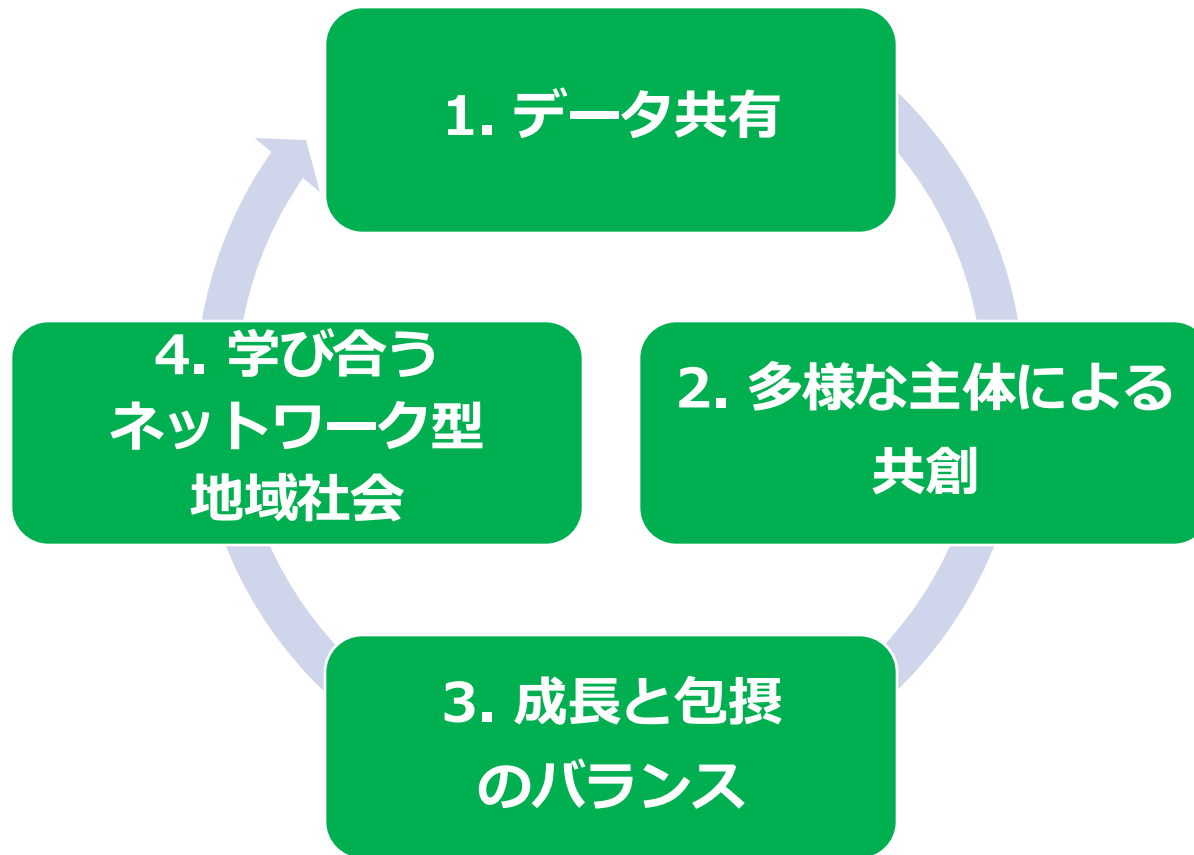 1. データ共有
2. 多様な主体による
共創
3. 成長と包摂
のバランス
4. 学び合う
ネットワーク型
地域社会